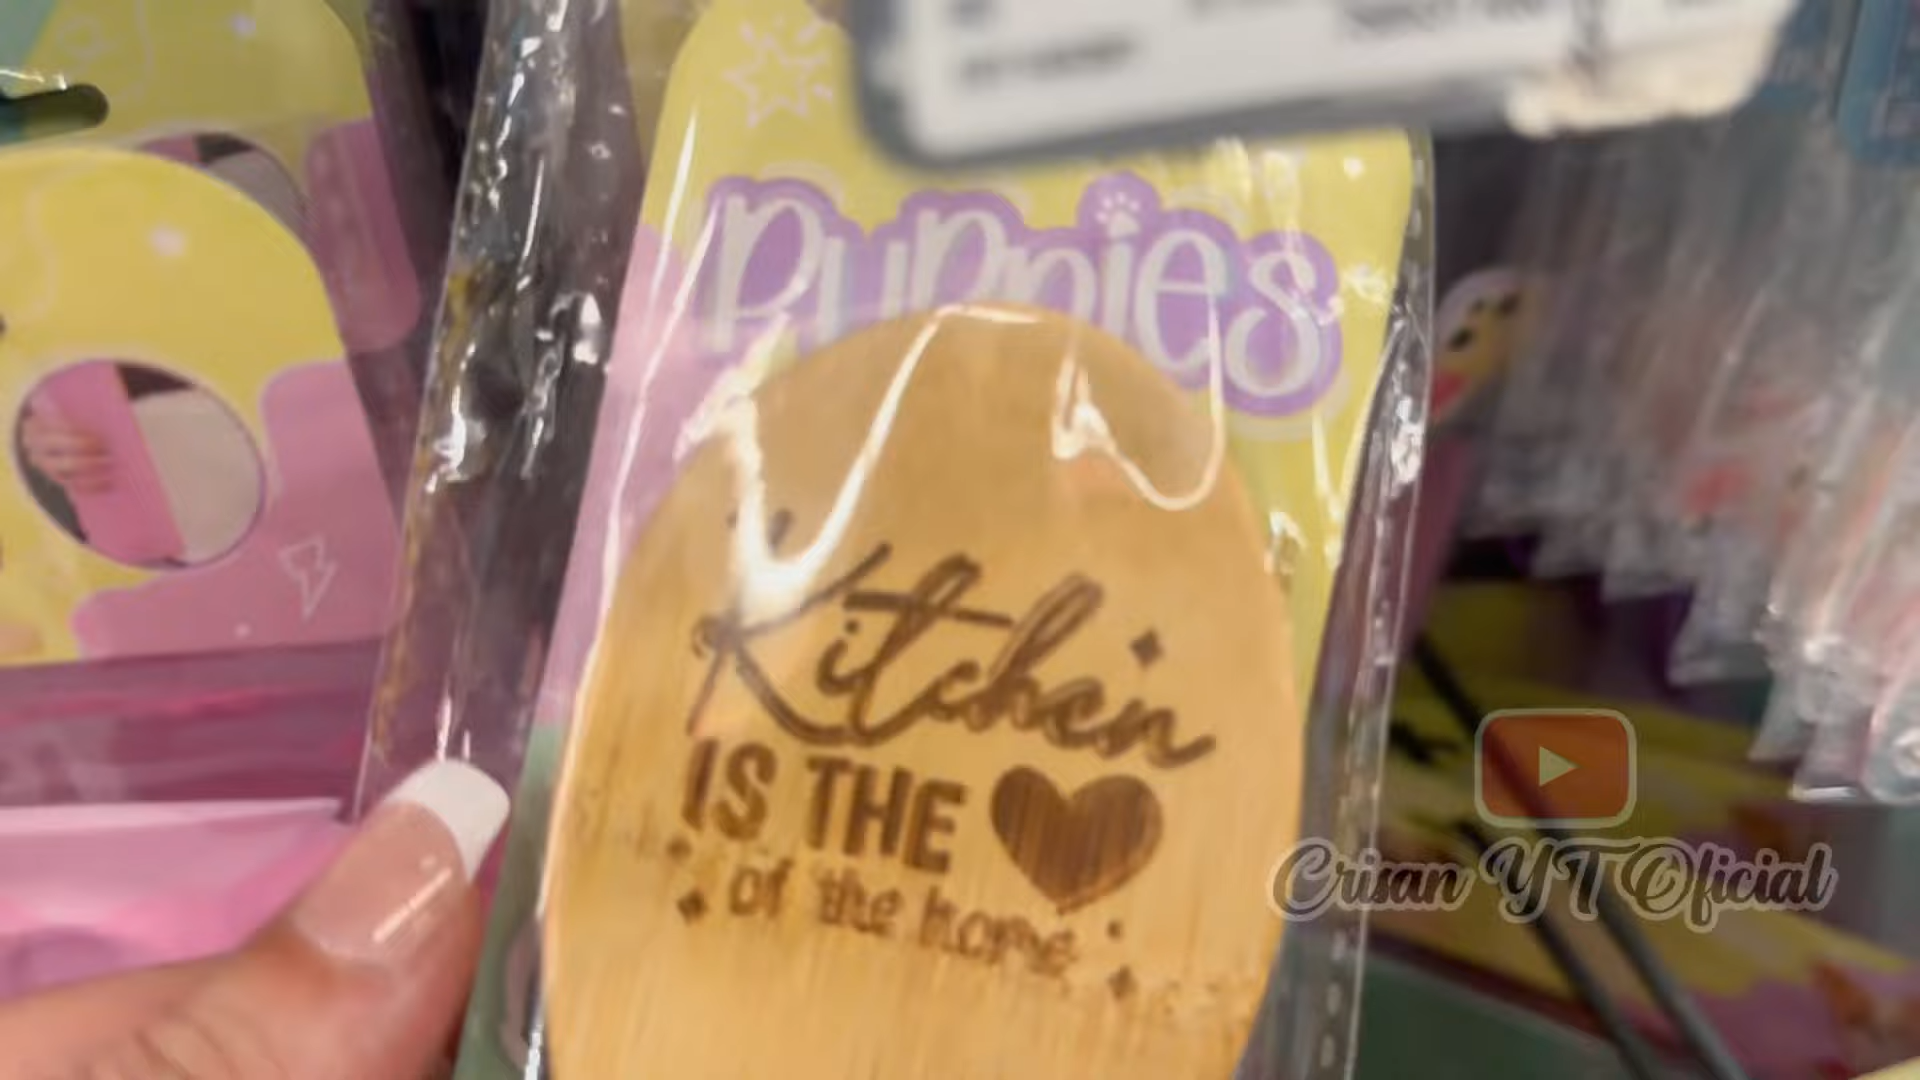 Puppies
Kitchen
IS THE
of the home
Crisan YT Oficial